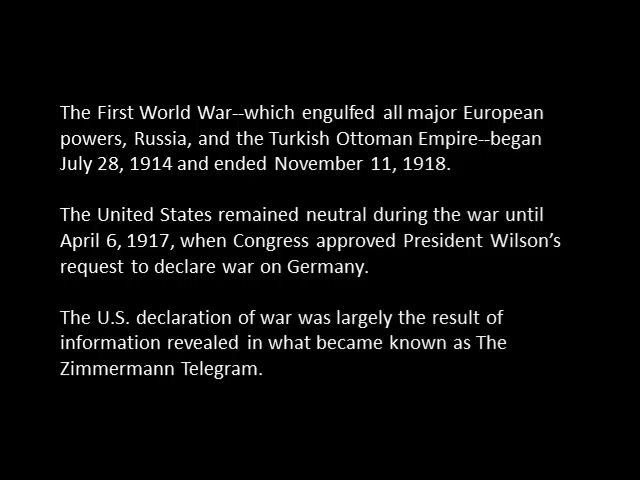 The First World War--which engulfed all major European
powers, Russia, and the Turkish Ottoman Empire--began
July 28, 1914 and ended November 11, 1918.
The United States remained neutral during the war until
April 6, 1917, when Congress approved President Wilson’s
request to declare war on Germany.
The U.S. declaration of war was largely the result of
information revealed in what became known as The
Zimmermann Telegram.